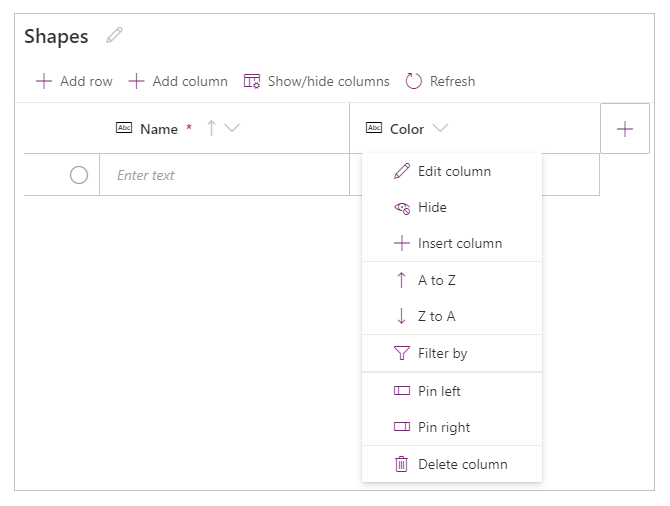 Shapes
Add row Add column Show/hide columns Refresh
Abc Name * Abc Color
Enter text
Edit column
Hide
Insert column
A to Z
Z to A
Filter by
Pin left
Pin right
Delete column